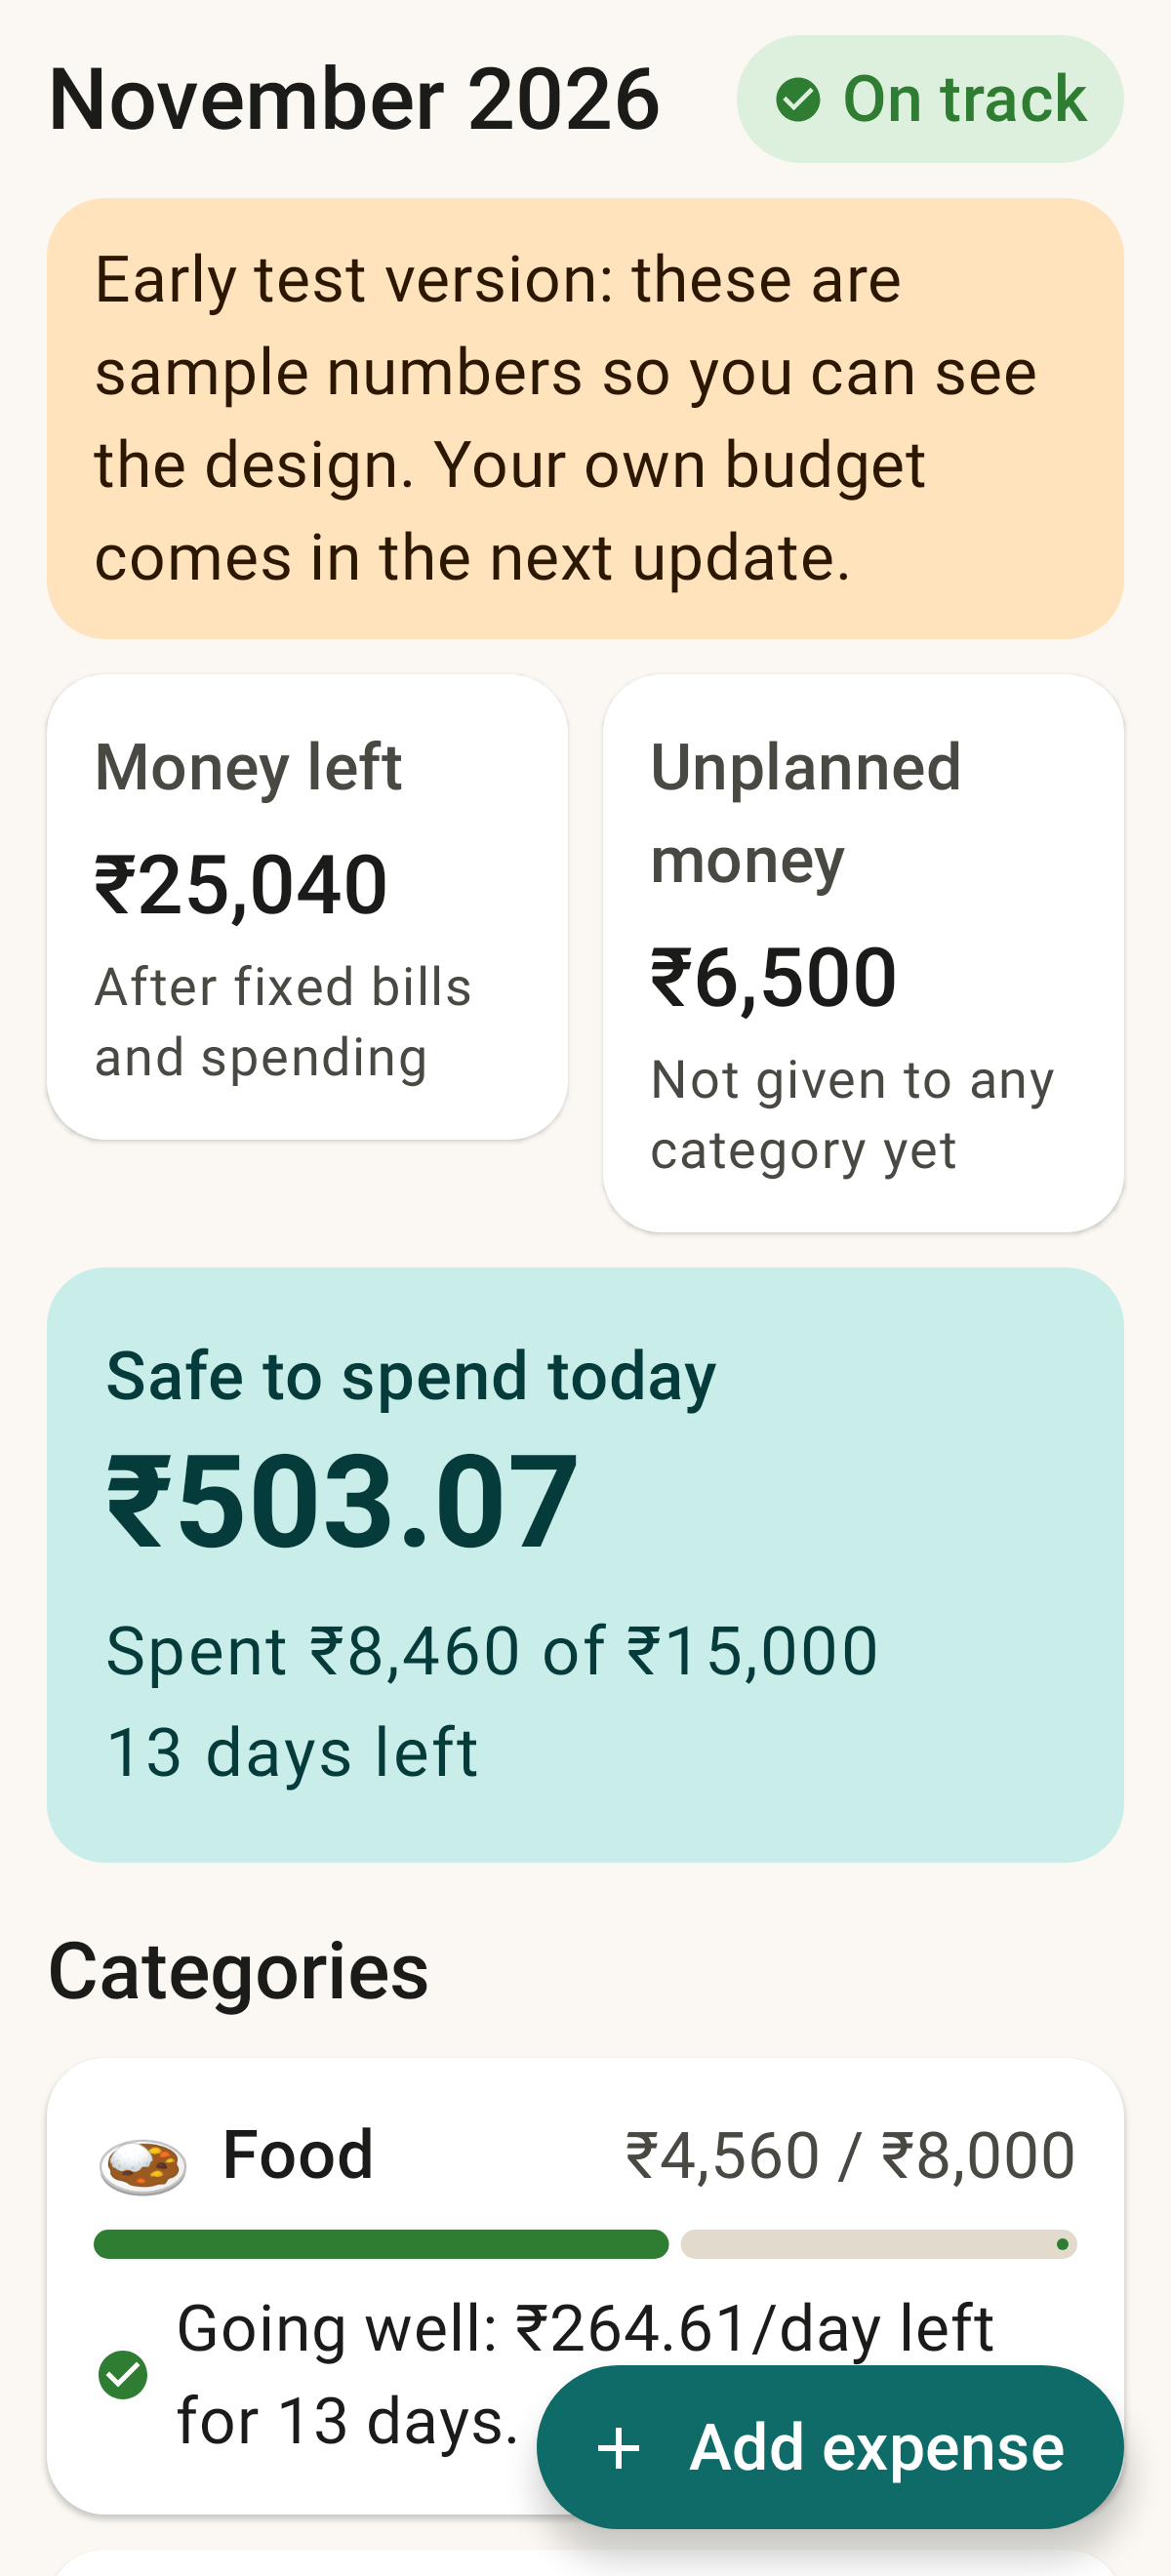 November 2026
On track
Early test version: these are
sample numbers so you can see
the design. Your own budget
comes in the next update.
Money left
₹25,040
After fixed bills
and spending
Unplanned
money
₹6,500
Not given to any
category yet
Safe to spend today
₹503.07
Spent ₹8,460 of ₹15,000
13 days left
Categories
Food
₹4,560 / ₹8,000
Going well: ₹264.61/day left
for 13 days.
+ Add expense